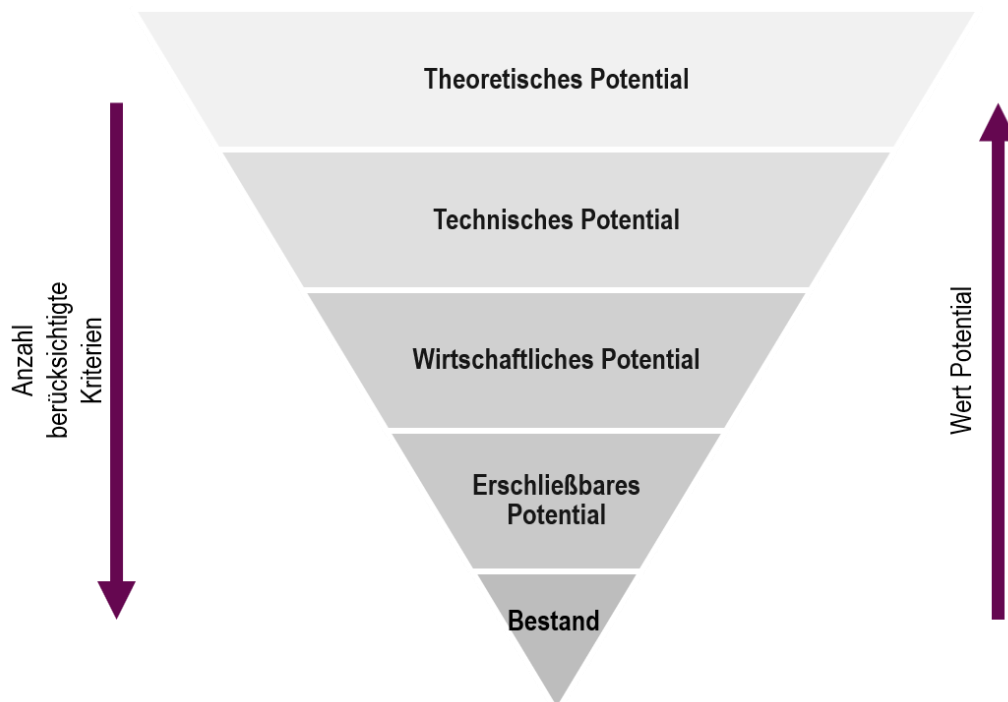 Theoretisches Potential
Technisches Potential
Wirtschaftliches Potential
Erschließbares
Potential
Bestand
Anzahl
berücksichtigte
Kriterien
Wert Potential